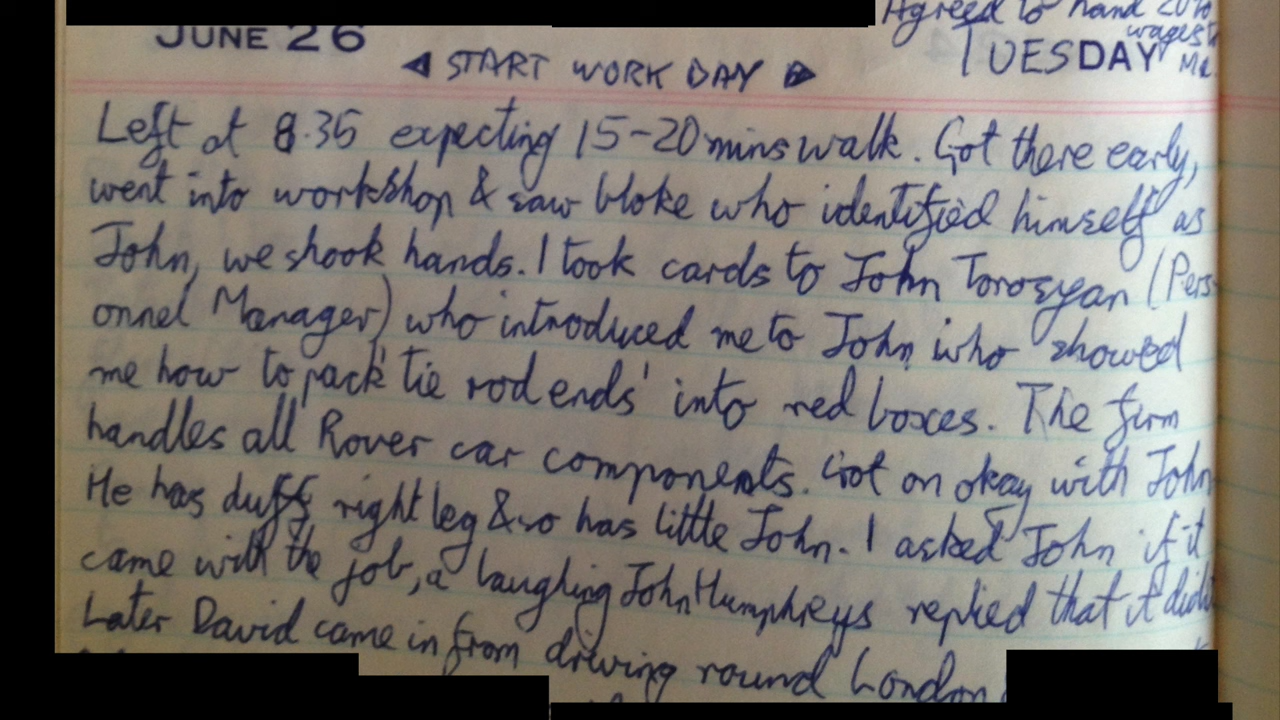 Agreed to hand 20%
wages
JUNE 26
TUESDAY
◀ START WORK DAY ▶
Left at 8.35 expecting 15-20 mins walk. Got there early,
went into workshop & saw bloke who identified himself as
John, we shook hands. I took cards to John Torosyan (Pers-
onnel Manager) who introduced me to John who showed
me how to pack 'tie rod ends' into red boxes. The firm
handles all Rover car components. Got on okay with John
He has duff right leg & so has little John. I asked John if it
came with the job, a laughing John Humphreys replied that it didn't
Later David came in from driving round London